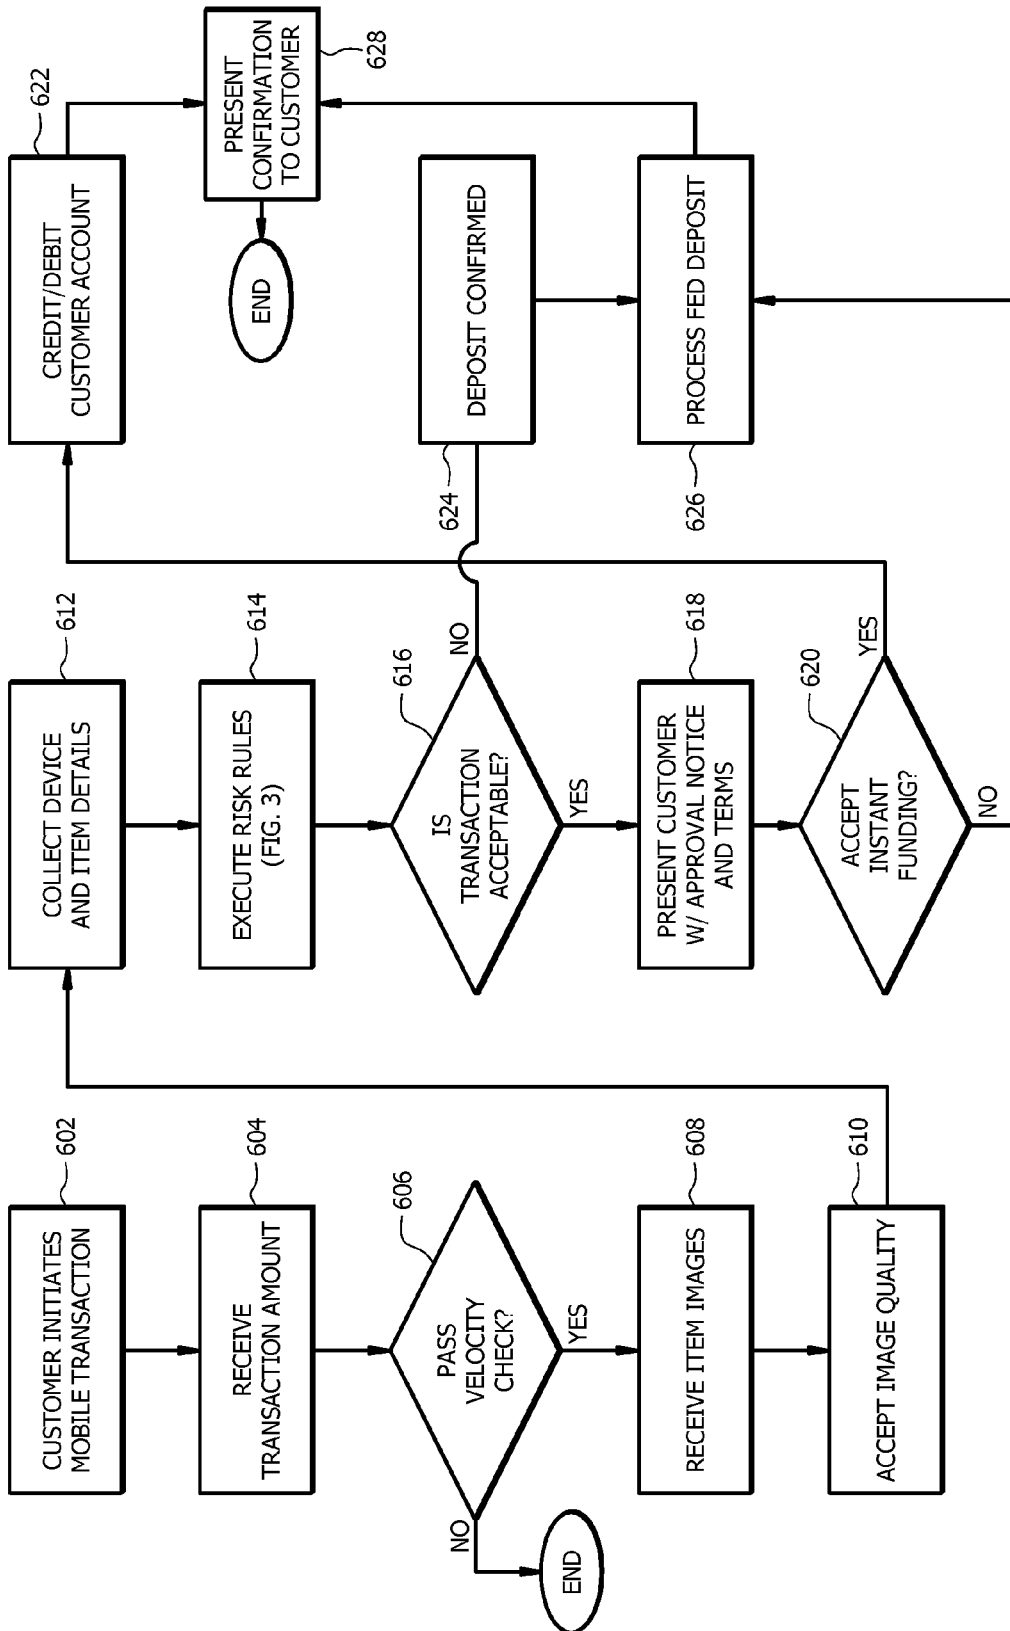 CUSTOMER INITIATES
MOBILE TRANSACTION
602
RECEIVE
TRANSACTION AMOUNT
604
PASS
VELOCITY
CHECK?
606
NO
END
YES
RECEIVE ITEM IMAGES
608
ACCEPT IMAGE QUALITY
610
COLLECT DEVICE
AND ITEM DETAILS
612
EXECUTE RISK RULES
(FIG. 3)
614
IS
TRANSACTION
ACCEPTABLE?
616
NO
YES
PRESENT CUSTOMER
W/ APPROVAL NOTICE
AND TERMS
618
ACCEPT
INSTANT
FUNDING?
620
YES
NO
CREDIT/DEBIT
CUSTOMER ACCOUNT
622
PRESENT
CONFIRMATION
TO CUSTOMER
628
END
DEPOSIT CONFIRMED
624
PROCESS FED DEPOSIT
626